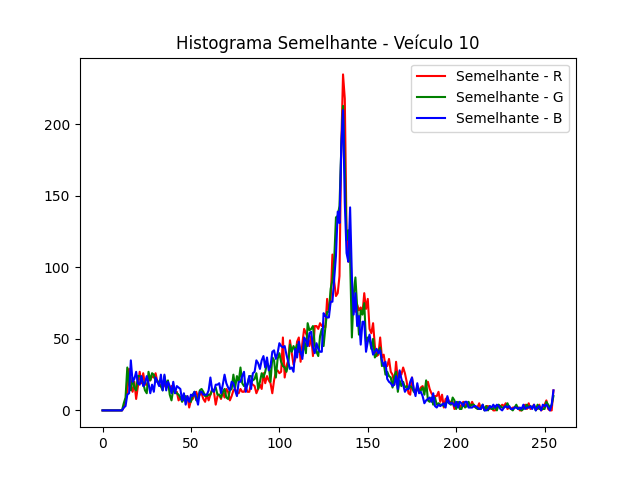 Histograma Semelhante - Veículo 10
Semelhante - R
Semelhante - G
Semelhante - B
200
150
100
50
0
0 50 100 150 200 250